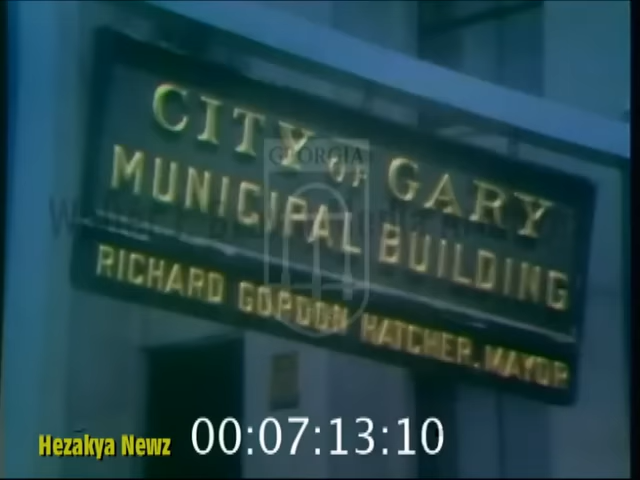 CITY OF GARY
GEORGIA
MUNICIPAL BUILDING
RICHARD GORDON HATCHER, MAYOR
Hezakya Newz
00:07:13:10